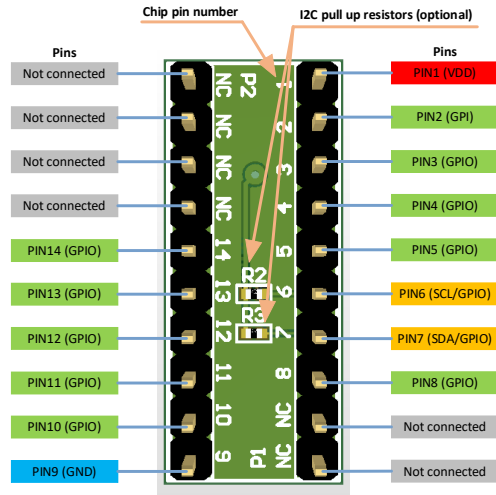 Chip pin number
I2C pull up resistors (optional)
Pins
Pins
Not connected
NC
P2
1
PIN1 (VDD)
Not connected
NC
2
PIN2 (GPI)
Not connected
NC
3
PIN3 (GPIO)
Not connected
NC
4
PIN4 (GPIO)
PIN14 (GPIO)
14
5
PIN5 (GPIO)
R2
PIN13 (GPIO)
13
6
PIN6 (SCL/GPIO)
R3
PIN12 (GPIO)
12
7
PIN7 (SDA/GPIO)
PIN11 (GPIO)
11
8
PIN8 (GPIO)
PIN10 (GPIO)
10
NC
Not connected
PIN9 (GND)
9
P1
NC
Not connected